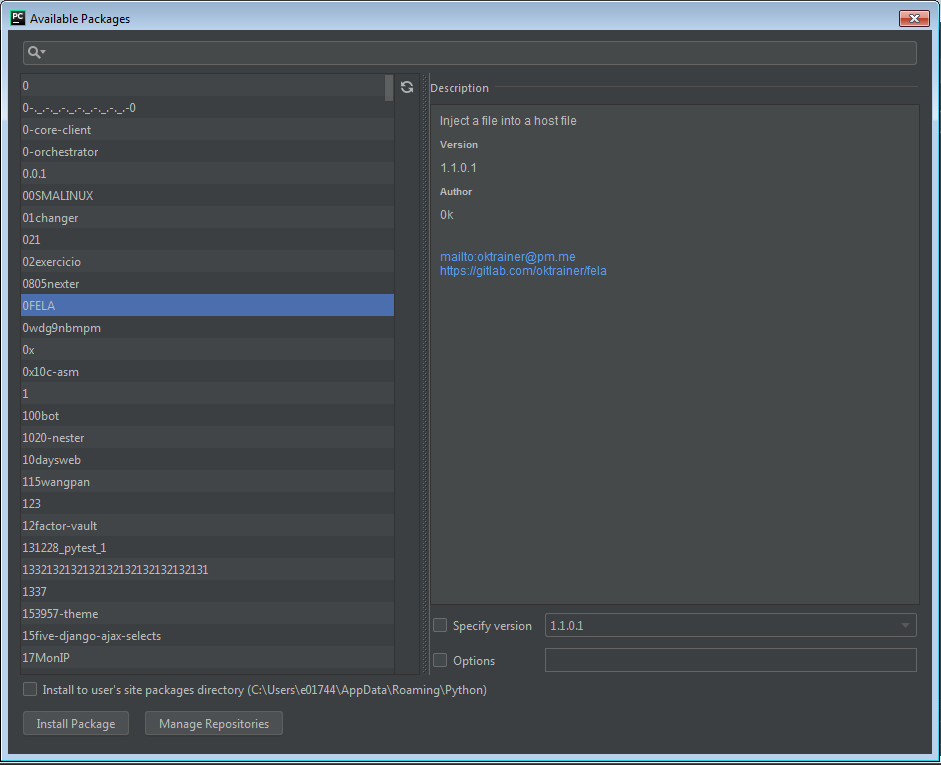 PC Available Packages
0
0-._.-._.-._.-._.-._.-._.-0
0-core-client
0-orchestrator
0.0.1
00SMALINUX
01changer
021
02exercicio
0805nexter
0FELA
0wdg9nbmpm
0x
0x10c-asm
1
100bot
1020-nester
10daysweb
115wangpan
123
12factor-vault
131228_pytest_1
1332132132132132132132132132131
1337
153957-theme
15five-django-ajax-selects
17MonIP
Description
Inject a file into a host file
Version
1.1.0.1
Author
0k
mailto:oktrainer@pm.me
https://gitlab.com/oktrainer/fela
Specify version 1.1.0.1
Options
Install to user's site packages directory (C:\Users\e01744\AppData\Roaming\Python)
Install Package Manage Repositories